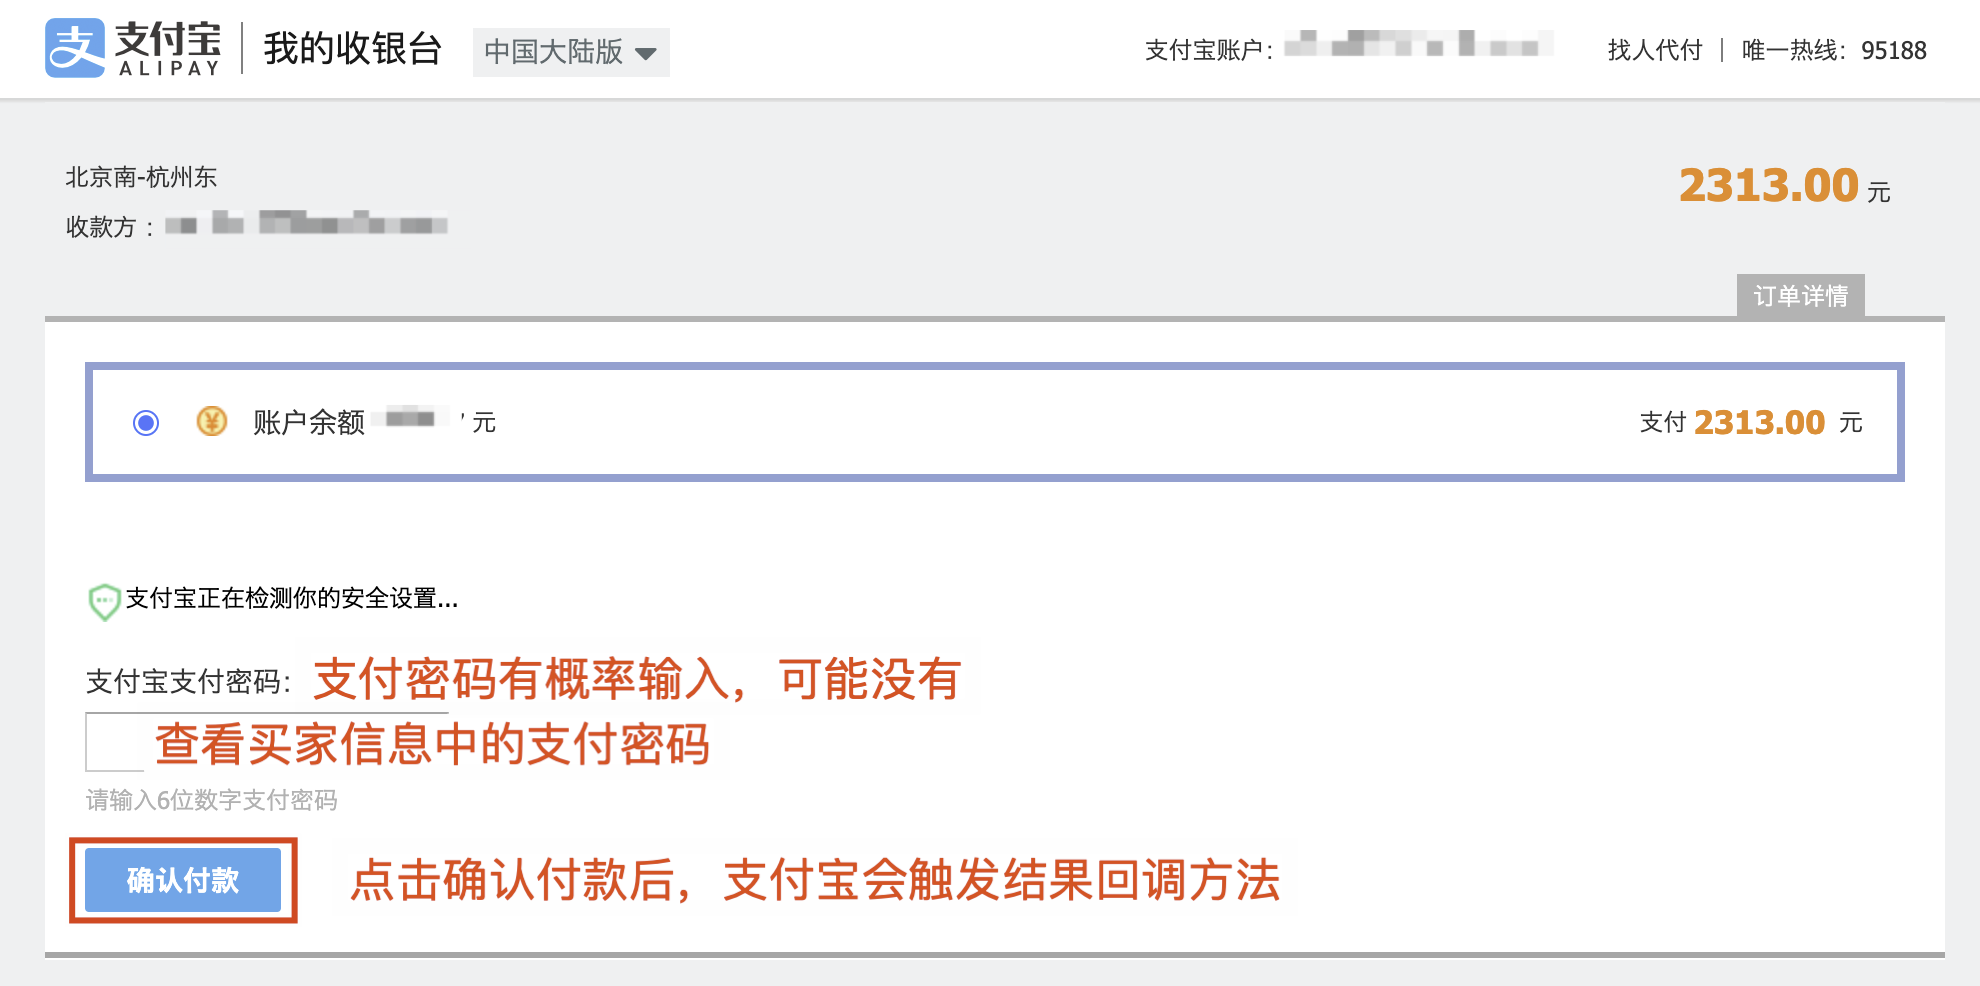 支付宝
ALIPAY
我的收银台
中国大陆版
支付宝账户:
找人代付
唯一热线: 95188
北京南-杭州东
2313.00 元
收款方 :
订单详情
账户余额 元
支付 2313.00 元
支付宝正在检测你的安全设置...
支付宝支付密码: 支付密码有概率输入，可能没有
查看买家信息中的支付密码
请输入6位数字支付密码
确认付款
点击确认付款后，支付宝会触发结果回调方法